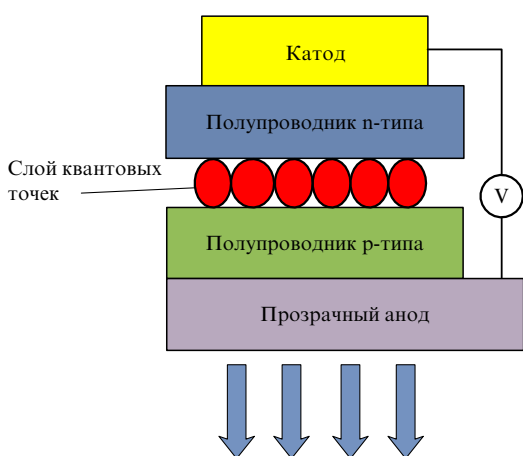 Катод
Полупроводник n-типа
Слой квантовых
точек
V
Полупроводник p-типа
Прозрачный анод